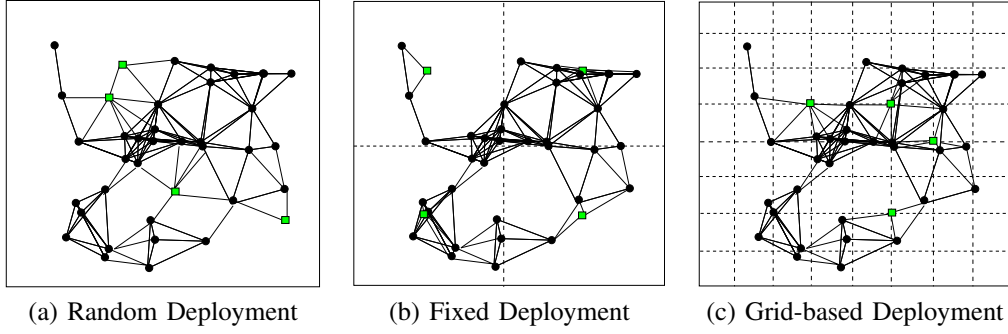 (a) Random Deployment
(b) Fixed Deployment
(c) Grid-based Deployment